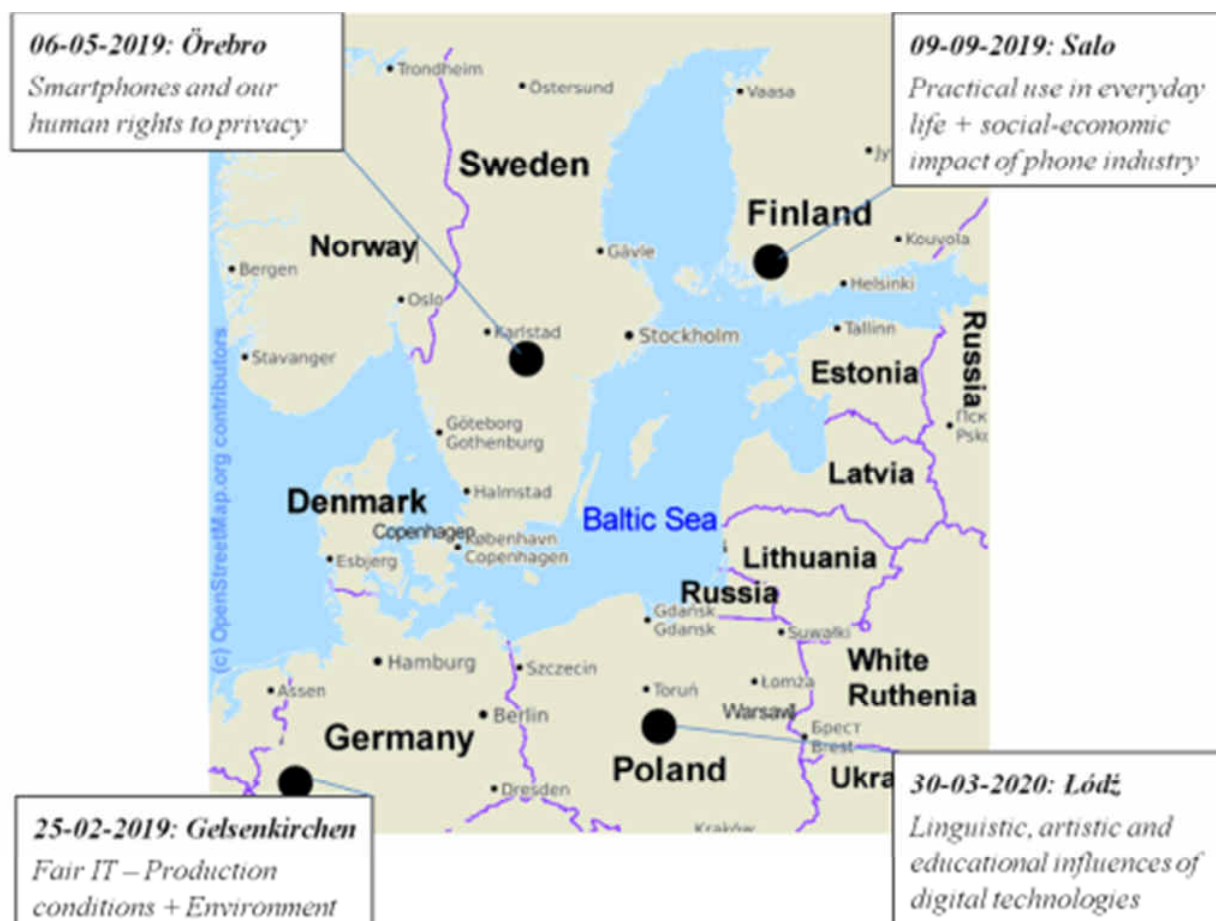 06-05-2019: Örebro
Smartphones and our
human rights to privacy
09-09-2019: Salo
Practical use in everyday
life + social-economic
impact of phone industry
Trondheim
Östersund
Vaasa
Jy
Sweden
Finland
Norway
Gävle
Kouvola
Bergen
Oslo
Helsinki
Karlstad
Stockholm
Tallinn
Stavanger
Estonia
Russia
Göteborg
Gothenburg
Пск
Psko
Latvia
Denmark
Halmstad
Baltic Sea
Copenhagen
København
Copenhagen
Esbjerg
Lithuania
Russia
Gdańsk
Gdansk
Suwałki
(c) OpenStreetMap.org contributors
Hamburg
Szczecin
White
Ruthenia
Assen
Toruń
Łomża
Warsaw
Berlin
Germany
Брест
Brest
Poland
Ukra
Dresden
Kraków
25-02-2019: Gelsenkirchen
Fair IT – Production
conditions + Environment
30-03-2020: Lódź
Linguistic, artistic and
educational influences of
digital technologies